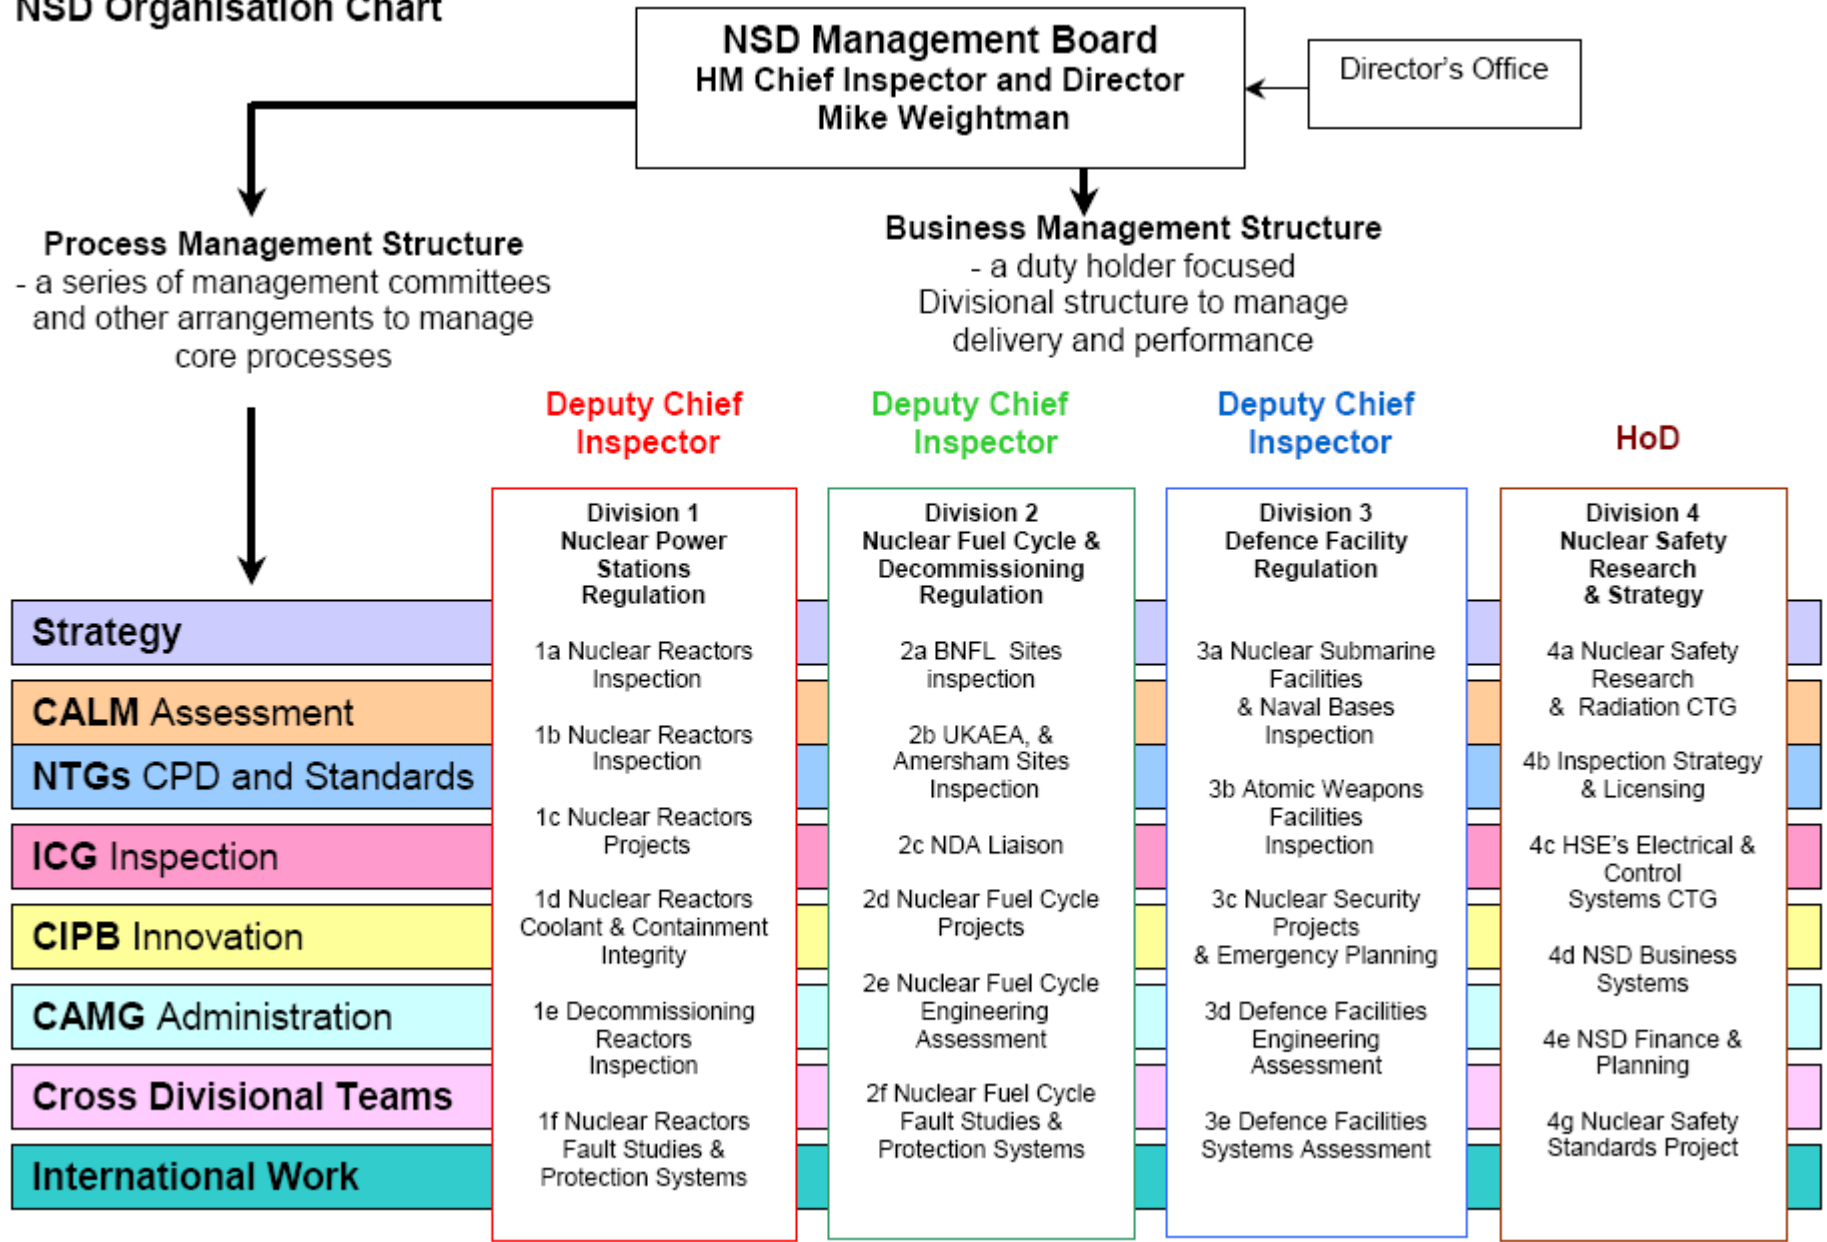 NSD Organisation Chart
NSD Management Board
HM Chief Inspector and Director
Mike Weightman
Director's Office
Process Management Structure
- a series of management committees
and other arrangements to manage
core processes
Business Management Structure
- a duty holder focused
Divisional structure to manage
delivery and performance
Deputy Chief
Inspector
Deputy Chief
Inspector
Deputy Chief
Inspector
HoD
Strategy
CALM Assessment
NTGs CPD and Standards
ICG Inspection
CIPB Innovation
CAMG Administration
Cross Divisional Teams
International Work
Division 1
Nuclear Power
Stations
Regulation
1a Nuclear Reactors
Inspection
1b Nuclear Reactors
Inspection
1c Nuclear Reactors
Projects
1d Nuclear Reactors
Coolant & Containment
Integrity
1e Decommissioning
Reactors
Inspection
1f Nuclear Reactors
Fault Studies &
Protection Systems
Division 2
Nuclear Fuel Cycle &
Decommissioning
Regulation
2a BNFL Sites
inspection
2b UKAEA, &
Amersham Sites
Inspection
2c NDA Liaison
2d Nuclear Fuel Cycle
Projects
2e Nuclear Fuel Cycle
Engineering
Assessment
2f Nuclear Fuel Cycle
Fault Studies &
Protection Systems
Division 3
Defence Facility
Regulation
3a Nuclear Submarine
Facilities
& Naval Bases
Inspection
3b Atomic Weapons
Facilities
Inspection
3c Nuclear Security
Projects
& Emergency Planning
3d Defence Facilities
Engineering
Assessment
3e Defence Facilities
Systems Assessment
Division 4
Nuclear Safety
Research
& Strategy
4a Nuclear Safety
Research
& Radiation CTG
4b Inspection Strategy
& Licensing
4c HSE's Electrical &
Control
Systems CTG
4d NSD Business
Systems
4e NSD Finance &
Planning
4g Nuclear Safety
Standards Project